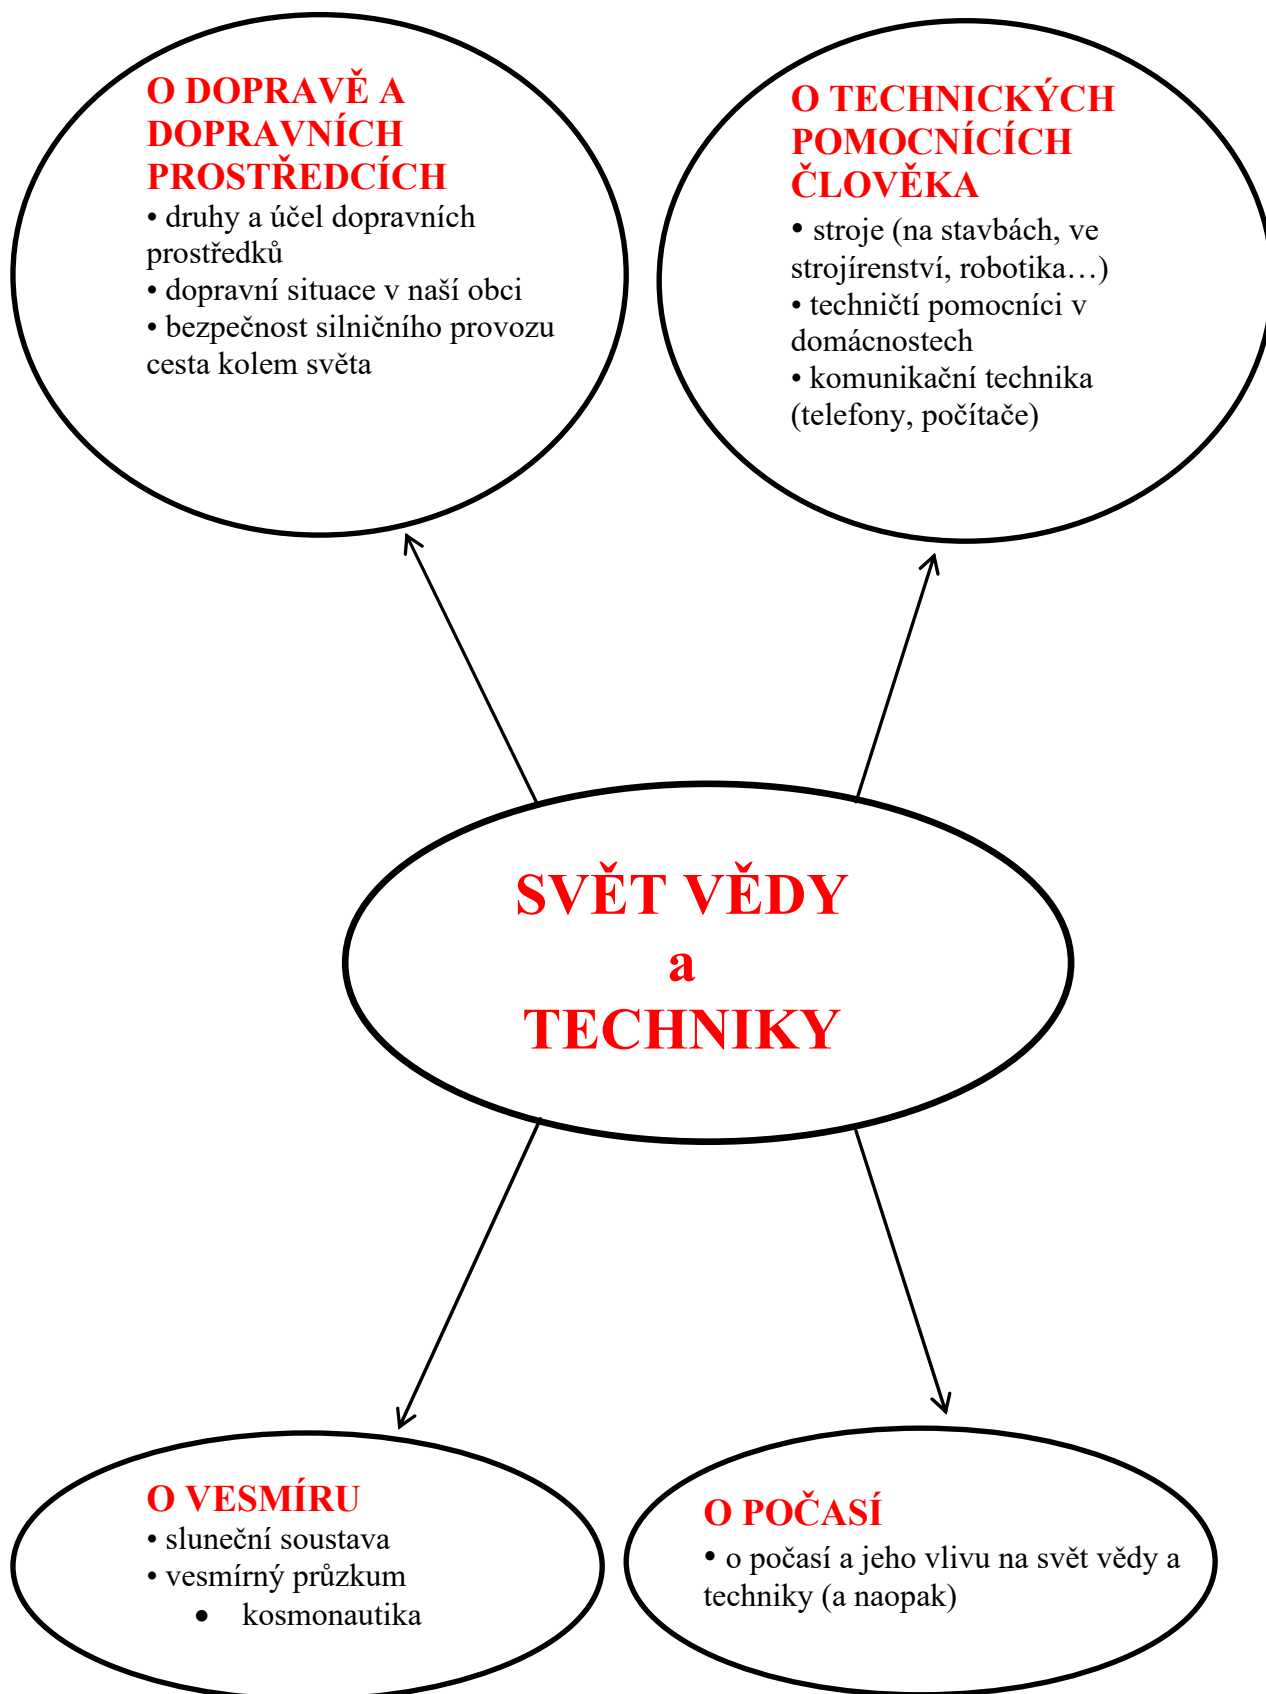 O DOPRAVĚ A
DOPRAVNÍCH
PROSTŘEDCÍCH
• druhy a účel dopravních
prostředků
• dopravní situace v naší obci
• bezpečnost silničního provozu
cesta kolem světa
O TECHNICKÝCH
POMOCNÍCÍCH
ČLOVĚKA
• stroje (na stavbách, ve
strojírenství, robotika…)
• techničtí pomocníci v
domácnostech
• komunikační technika
(telefony, počítače)
SVĚT VĚDY
a
TECHNIKY
O VESMÍRU
• sluneční soustava
• vesmírný průzkum
• kosmonautika
O POČASÍ
• o počasí a jeho vlivu na svět vědy a
techniky (a naopak)